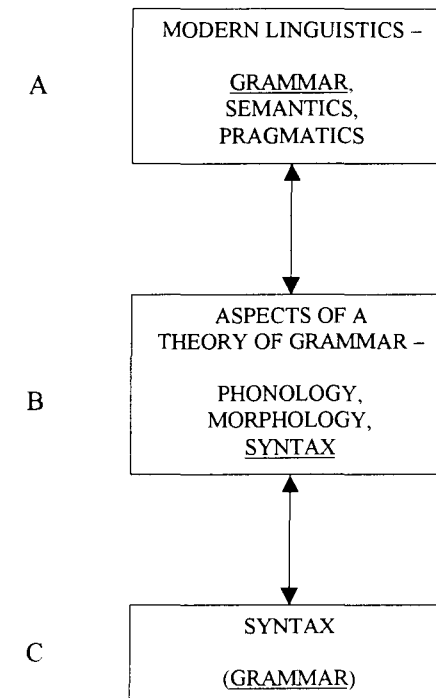 MODERN LINGUISTICS –
A
GRAMMAR,
SEMANTICS,
PRAGMATICS
ASPECTS OF A
THEORY OF GRAMMAR –
B
PHONOLOGY,
MORPHOLOGY,
SYNTAX
SYNTAX
C
(GRAMMAR)